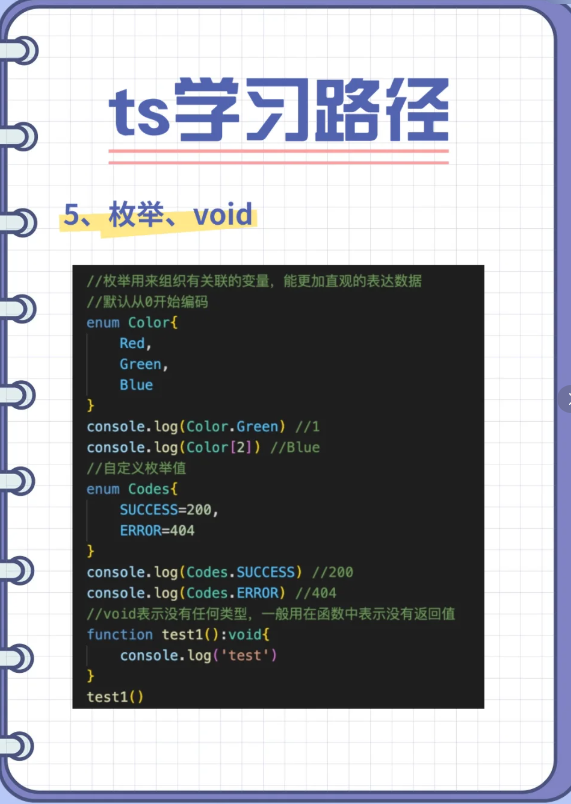 ts学习路径
5、枚举、void
//枚举用来组织有关联的变量，能更加直观的表达数据
//默认从0开始编码
enum Color{
    Red,
    Green,
    Blue
}
console.log(Color.Green) //1
console.log(Color[2]) //Blue
//自定义枚举值
enum Codes{
    SUCCESS=200,
    ERROR=404
}
console.log(Codes.SUCCESS) //200
console.log(Codes.ERROR) //404
//void表示没有任何类型，一般用在函数中表示没有返回值
function test1():void{
    console.log('test')
}
test1()